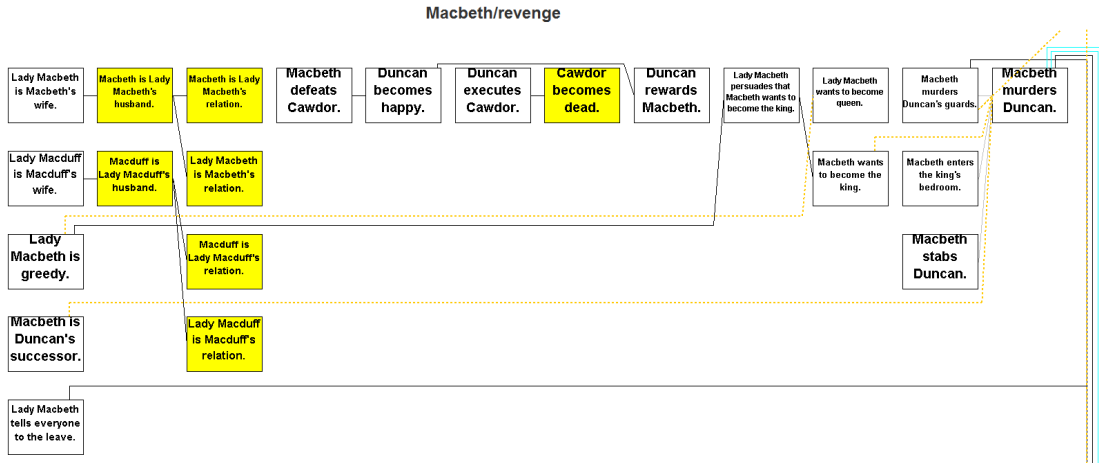 Macbeth/revenge
Lady Macbeth
is Macbeth's
wife.
Macbeth is Lady
Macbeth's
husband.
Macbeth is Lady
Macbeth's
relation.
Macbeth
defeats
Cawdor.
Duncan
becomes
happy.
Duncan
executes
Cawdor.
Cawdor
becomes
dead.
Duncan
rewards
Macbeth.
Lady Macbeth
persuades that
Macbeth wants to
become the king.
Lady Macbeth
wants to become
queen.
Macbeth
murders
Duncan's guards.
Macbeth
murders
Duncan.
Lady Macduff
is Macduff's
wife.
Macduff is
Lady Macduff's
husband.
Lady Macbeth
is Macbeth's
relation.
Macbeth wants
to become the
king.
Macbeth enters
the king's
bedroom.
Lady
Macbeth is
greedy.
Macduff is
Lady Macduff's
relation.
Macbeth
stabs
Duncan.
Macbeth is
Duncan's
successor.
Lady Macduff
is Macduff's
relation.
Lady Macbeth
tells everyone
to the leave.